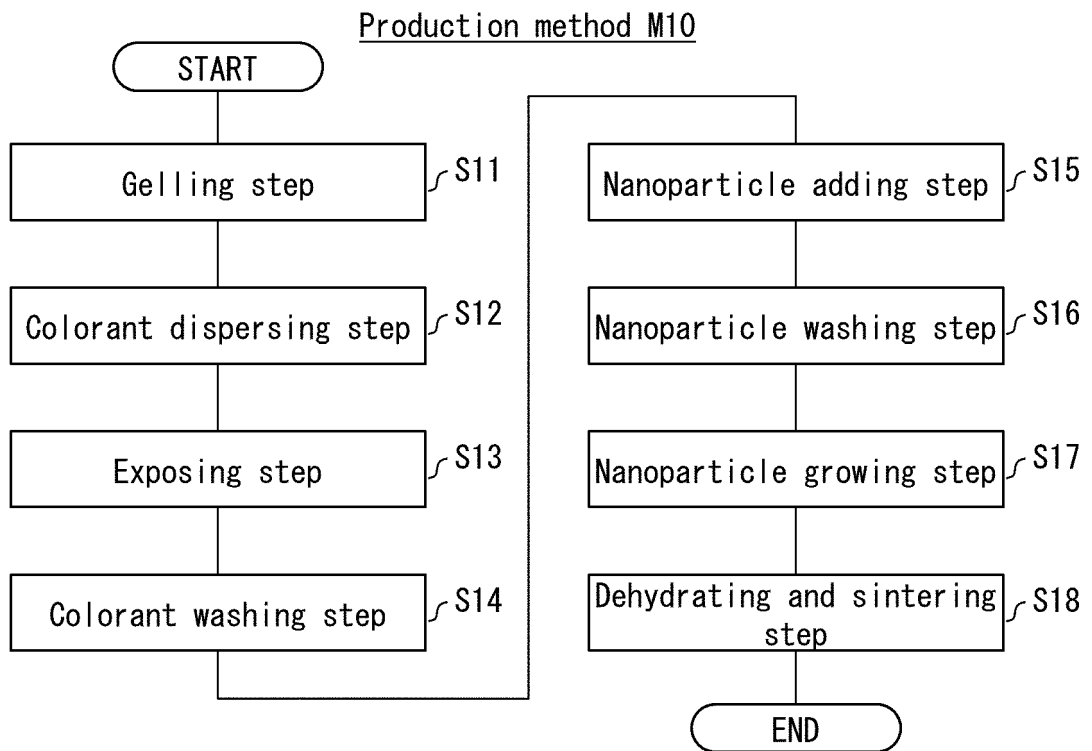 Production method M10
START
Gelling step
S11
Colorant dispersing step
S12
Exposing step
S13
Colorant washing step
S14
Nanoparticle adding step
S15
Nanoparticle washing step
S16
Nanoparticle growing step
S17
Dehydrating and sintering
step
S18
END